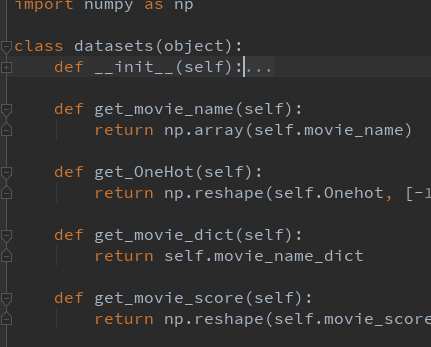 import numpy as np
class datasets(object):
def __init__(self):...
def get_movie_name(self):
return np.array(self.movie_name)
def get_OneHot(self):
return np.reshape(self.Onehot, [-1
def get_movie_dict(self):
return self.movie_name_dict
def get_movie_score(self):
return np.reshape(self.movie_score